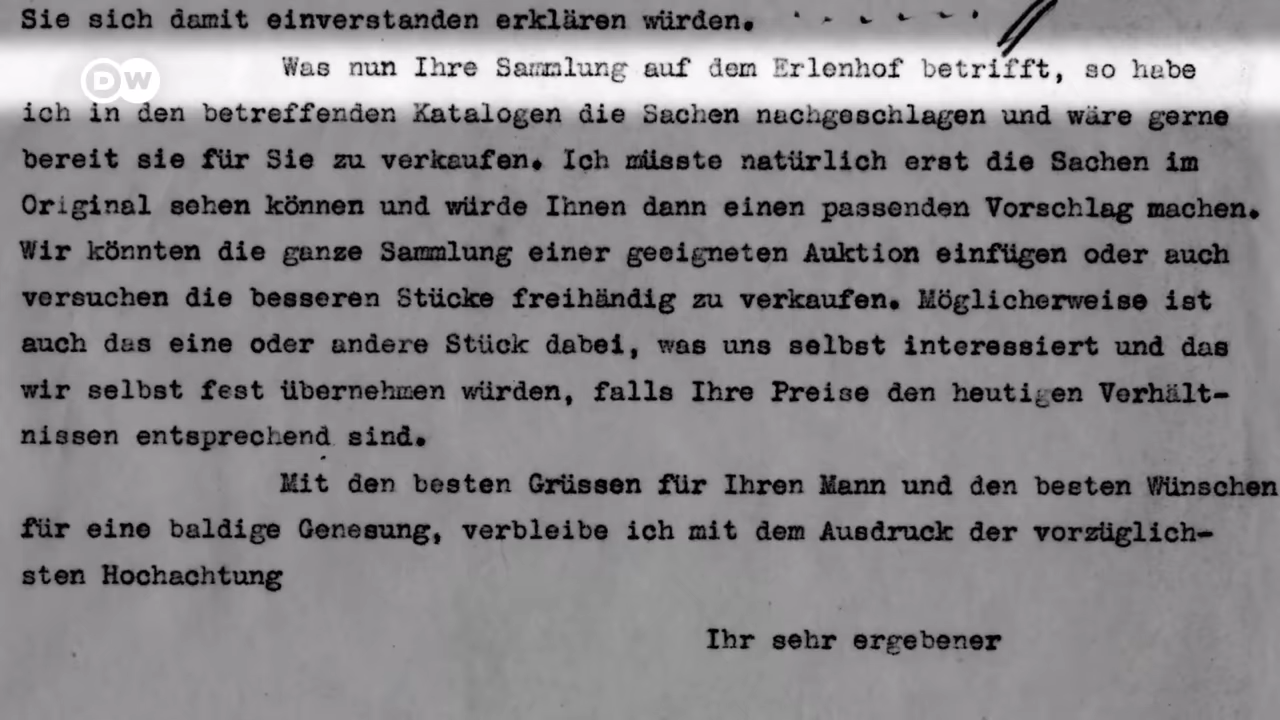 Sie sich damit einverstanden erklären würden.
DW
Was nun Ihre Sammlung auf dem Erlenhof betrifft, so habe
ich in den betreffenden Katalogen die Sachen nachgeschlagen und wäre gerne
bereit sie für Sie zu verkaufen. Ich müsste natürlich erst die Sachen im
Original sehen können und würde Ihnen dann einen passenden Vorschlag machen.
Wir könnten die ganze Sammlung einer geeigneten Auktion einfügen oder auch
versuchen die besseren Stücke freihändig zu verkaufen. Möglicherweise ist
auch das eine oder andere Stück dabei, was uns selbst interessiert und das
wir selbst fest übernehmen würden, falls Ihre Preise den heutigen Verhält-
nissen entsprechend sind.
Mit den besten Grüssen für Ihren Mann und den besten Wünschen
für eine baldige Genesung, verbleibe ich mit dem Ausdruck der vorzüglich-
sten Hochachtung
Ihr sehr ergebener